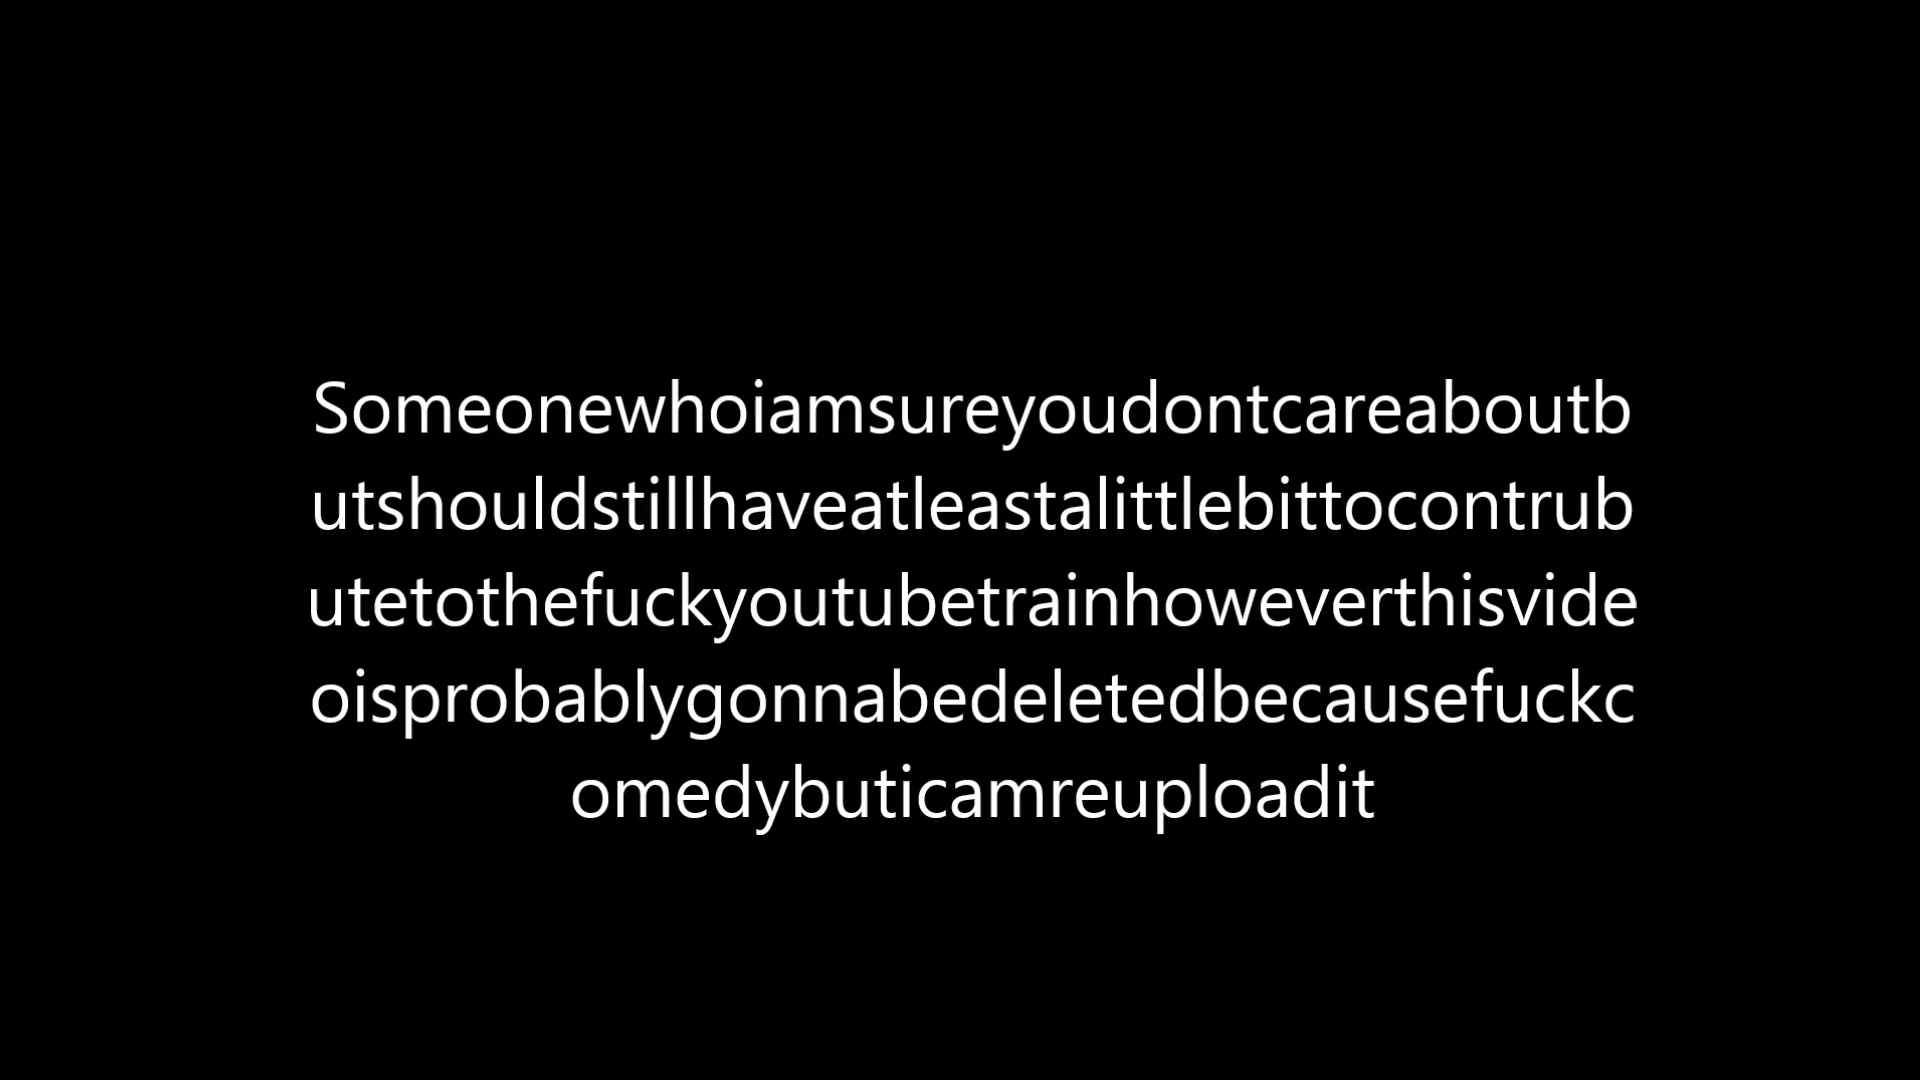 Someonewhoiamsureyoudontcareaboutb
utshouldstillhaveatleastalittlebittocontrub
utetothefuckyoutubetrainhoweverthisvide
oisprobablygonnabedeletedbecausefuckc
omedybuticamreuploadit